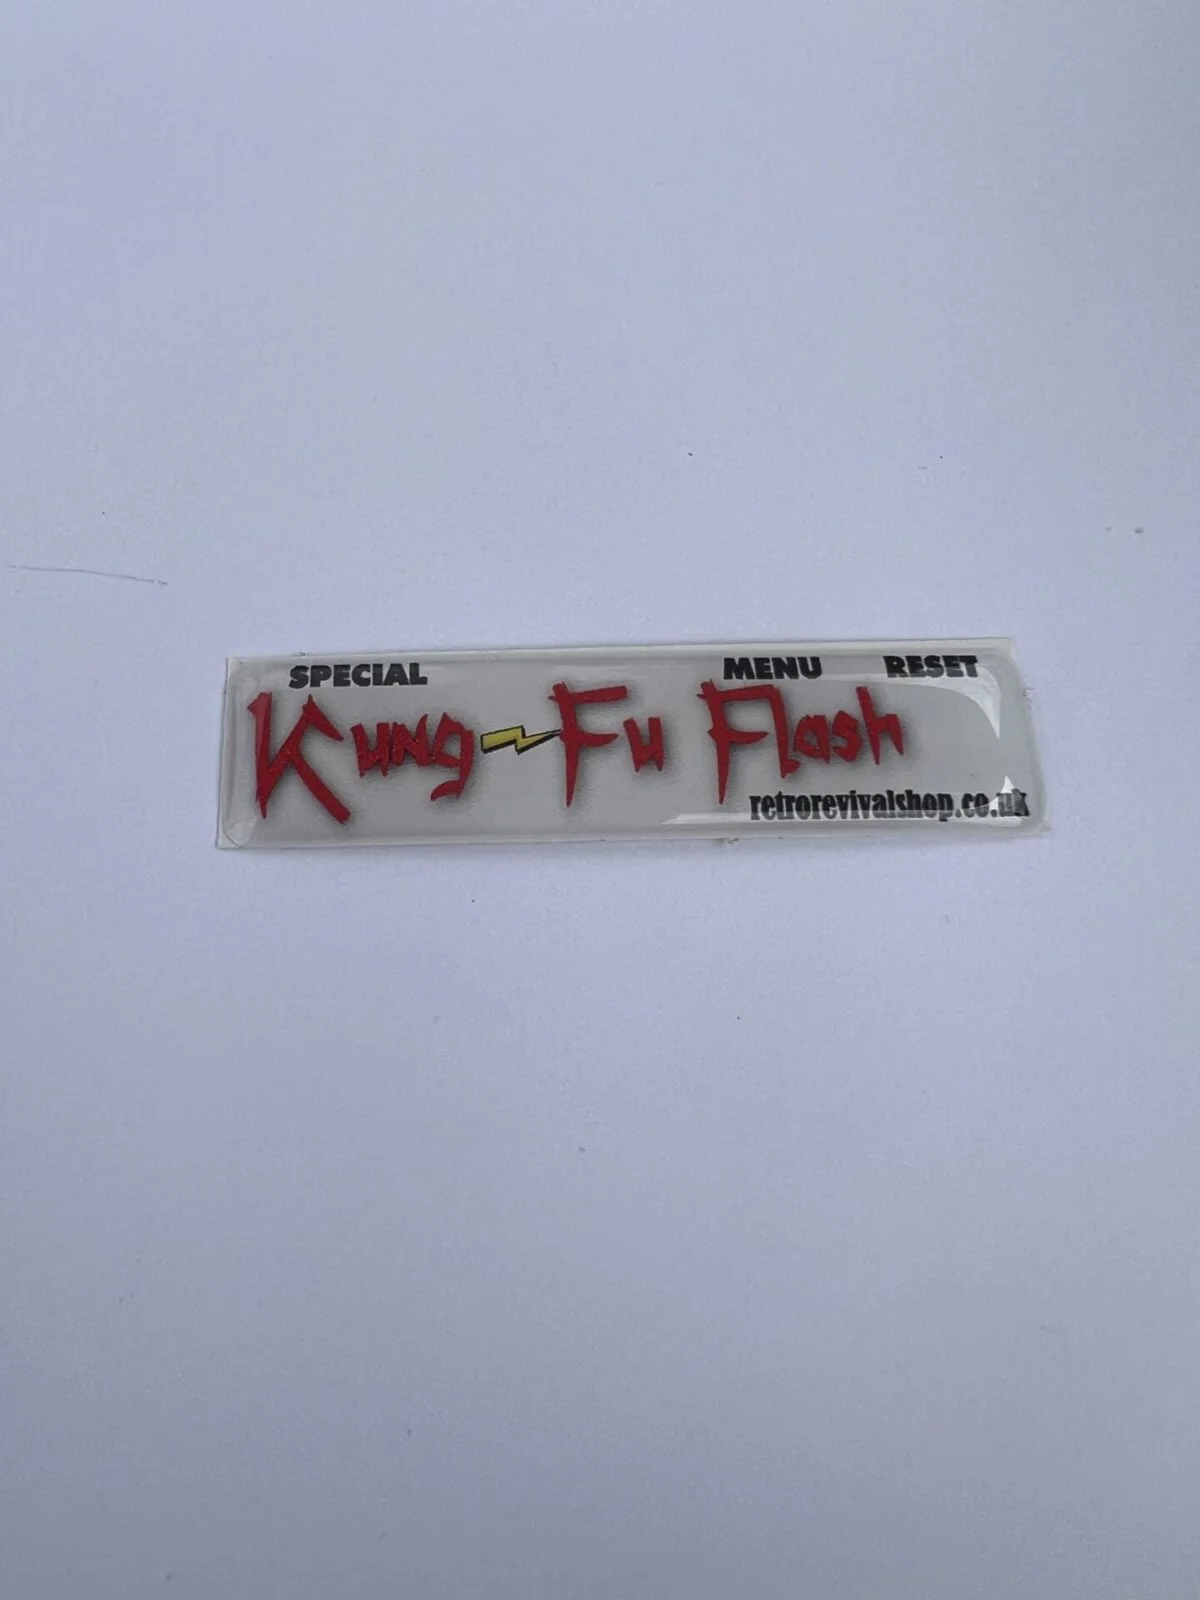 SPECIAL MENU RESET
Kung-Fu Flash
retrorevivalshop.co.uk